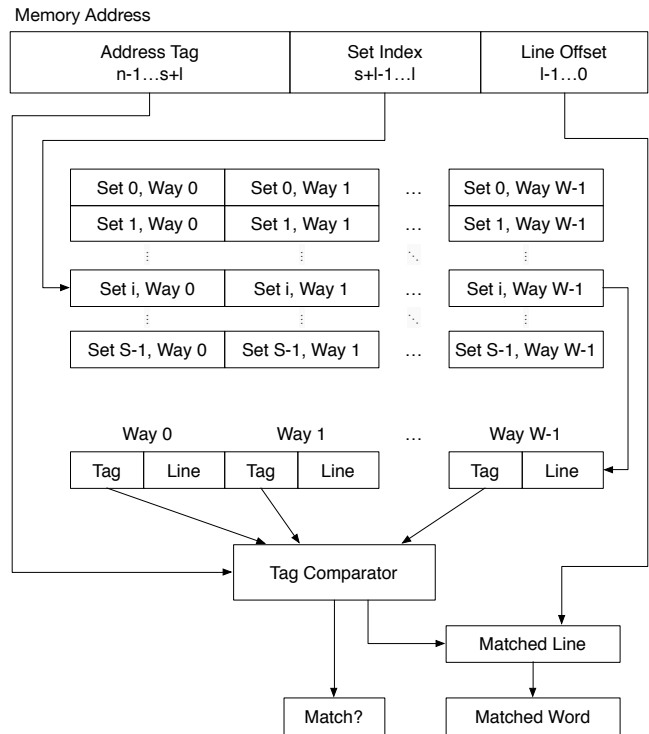 Memory Address
Address Tag Set Index Line Offset
n-1…s+l s+l-1…l l-1…0
Set 0, Way 0 Set 0, Way 1 … Set 0, Way W-1
Set 1, Way 0 Set 1, Way 1 … Set 1, Way W-1
⋮ ⋮ ⋱ ⋮
Set i, Way 0 Set i, Way 1 … Set i, Way W-1
⋮ ⋮ ⋱ ⋮
Set S-1, Way 0 Set S-1, Way 1 … Set S-1, Way W-1
Way 0 Way 1 … Way W-1
Tag Line Tag Line Tag Line
Tag Comparator
Matched Line
Match? Matched Word